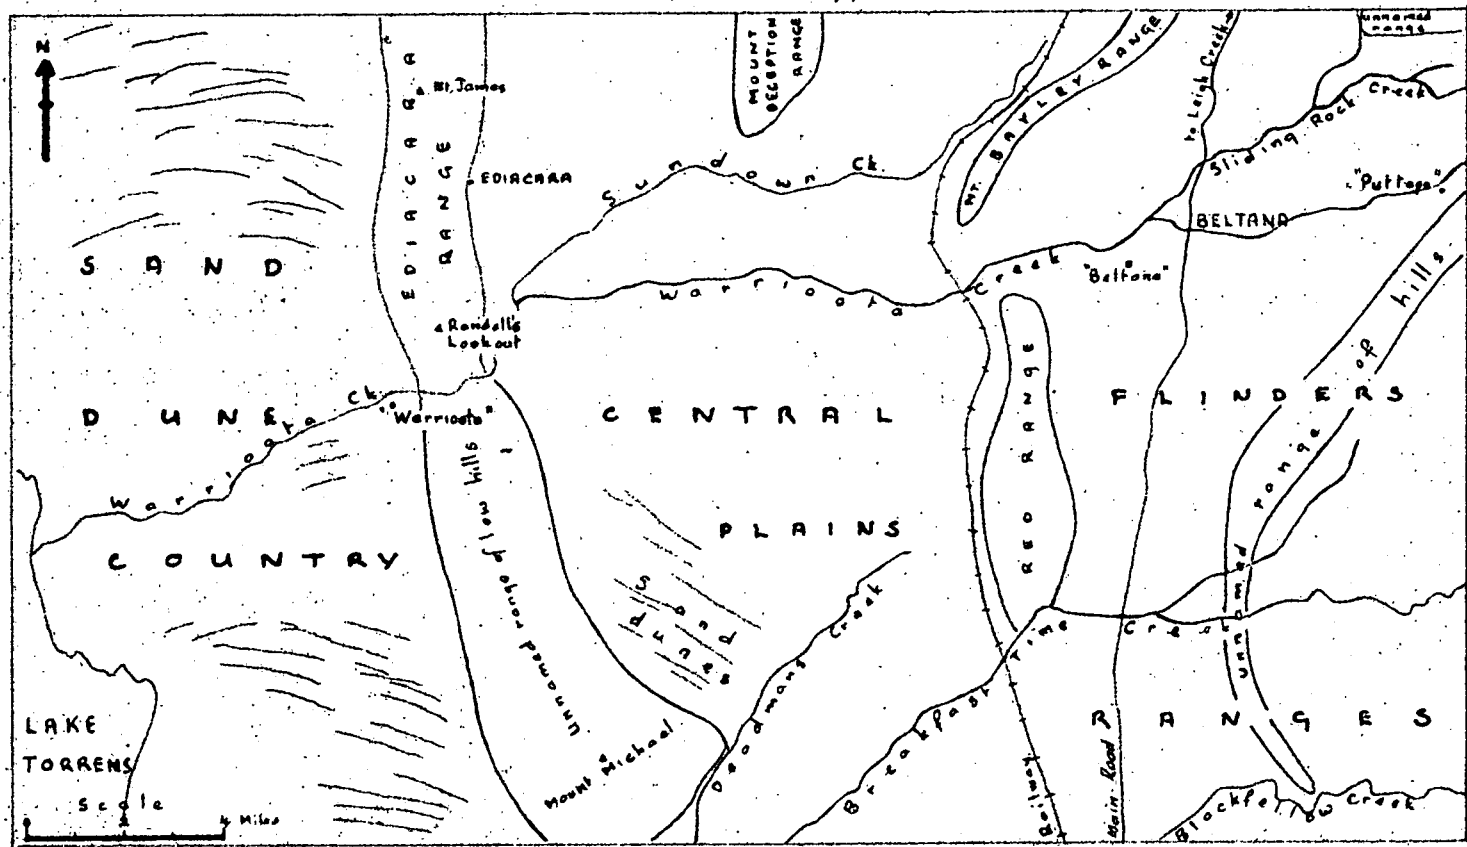 N
EDIACARA
RANGE
Mt. James
EDIACARA
MOUNT
DECEPTION
RANGE
MT. BAYLEY RANGE
to Leigh Creek
unnamed
range
Sliding Rock Creek
"Puttapa"
BELTANA
"Beltana"
Sundown Ck.
Warrioota Creek
SAND
DUNE
COUNTRY
Randell's
Lookout
Warrioota Ck.
"Warrioota"
CENTRAL
PLAINS
FLINDERS
RANGES
RED RANGE
unnamed range of hills
unnamed range of low hills
Sand
dunes
Deadmans Creek
Breakfast Time Creek
Mount Michael
Railway
Main Road
Blackfellow Creek
LAKE
TORRENS
Scale
4 Miles